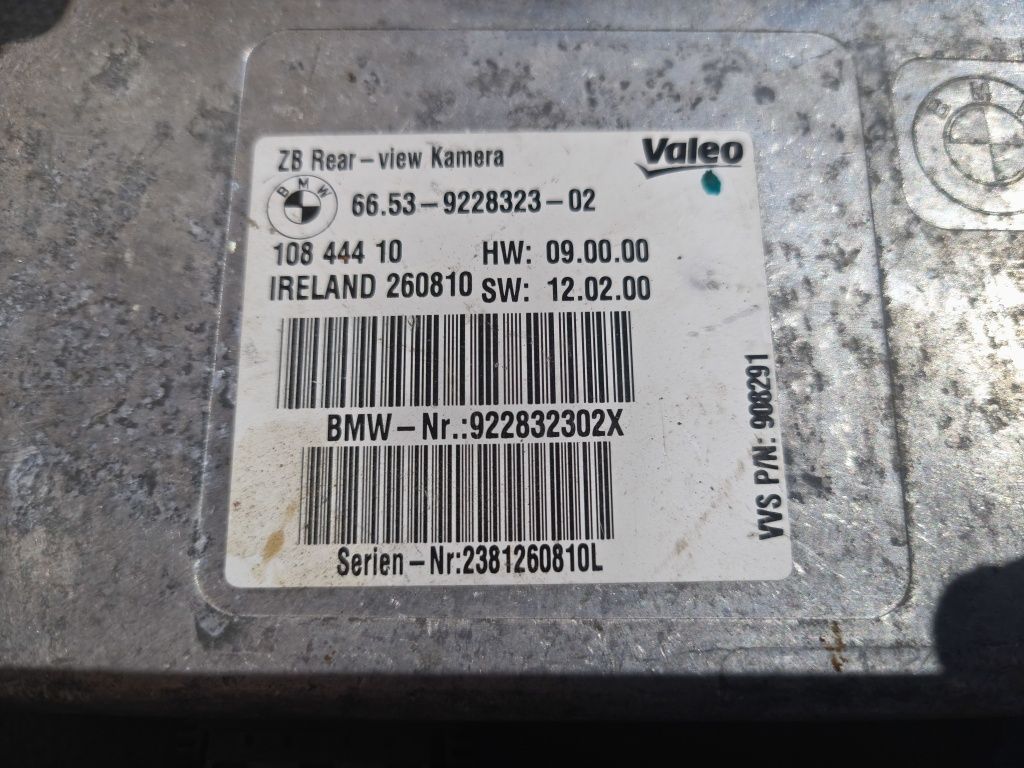 ZB Rear-view Kamera
Valeo
BMW
66.53-9228323-02
108 444 10 HW: 09.00.00
IRELAND 260810 SW: 12.02.00
BMW-Nr.:922832302X
Serien-Nr:2381260810L
VVS P/N: 908291
BMW